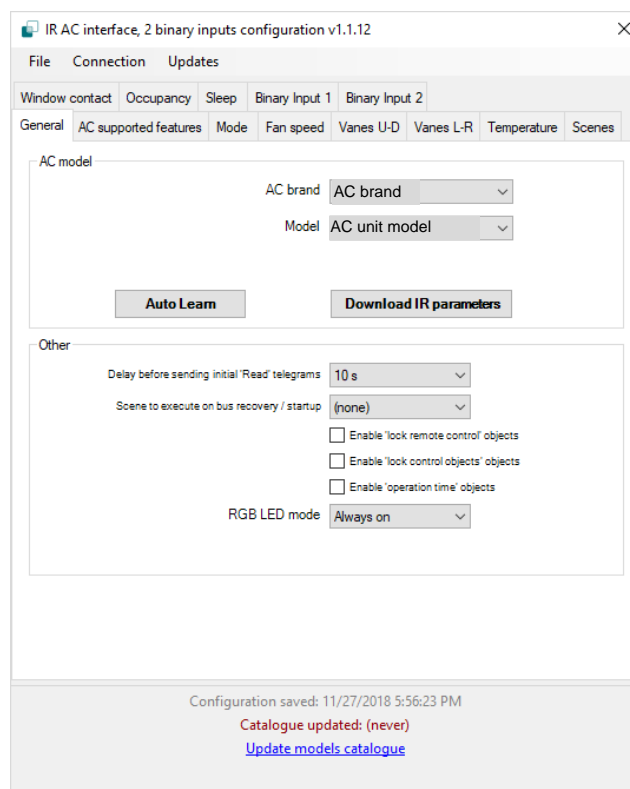 IR AC interface, 2 binary inputs configuration v1.1.12
File Connection Updates
Window contact Occupancy Sleep Binary Input 1 Binary Input 2
General AC supported features Mode Fan speed Vanes U-D Vanes L-R Temperature Scenes
AC model
AC brand AC brand
Model AC unit model
Auto Learn Download IR parameters
Other
Delay before sending initial 'Read' telegrams 10 s
Scene to execute on bus recovery / startup (none)
Enable 'lock remote control' objects
Enable 'lock control objects' objects
Enable 'operation time' objects
RGB LED mode Always on
Configuration saved: 11/27/2018 5:56:23 PM
Catalogue updated: (never)
Update models catalogue